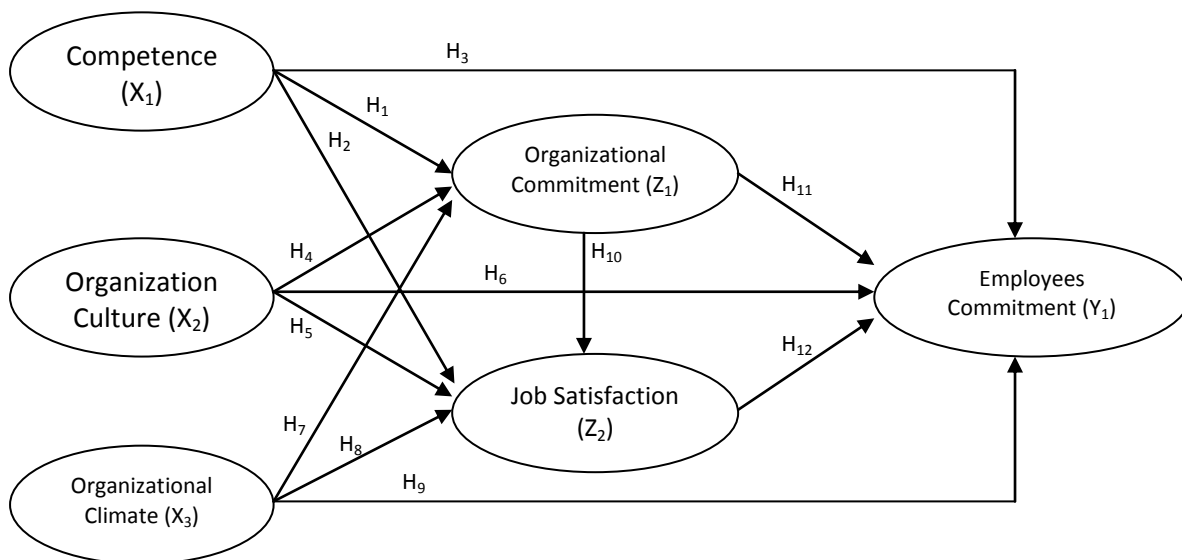 Competence
(X₁)
H₃
H₁
H₂
Organizational
Commitment (Z₁)
H₁₁
H₄
H₁₀
Organization
Culture (X₂)
H₆
Employees
Commitment (Y₁)
H₅
H₁₂
Job Satisfaction
(Z₂)
H₇
H₈
Organizational
Climate (X₃)
H₉